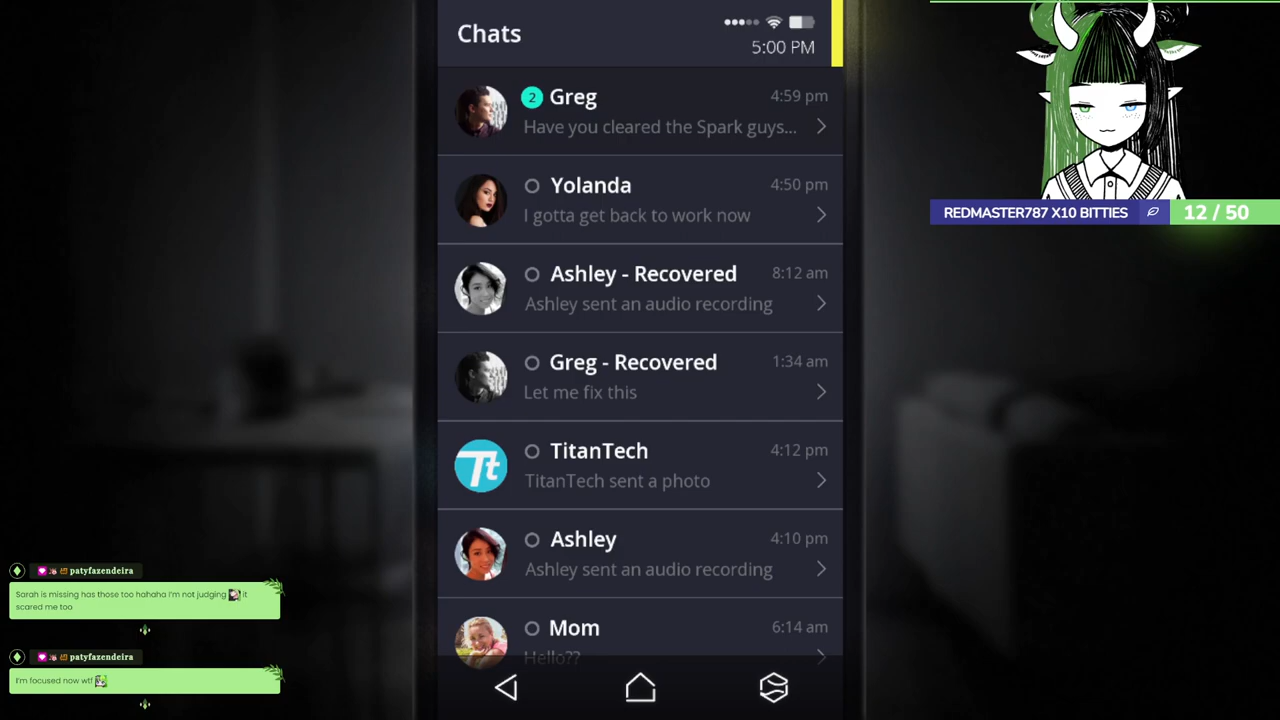 Chats
5:00 PM
2 Greg 4:59 pm
Have you cleared the Spark guys...
Yolanda 4:50 pm
I gotta get back to work now
Ashley - Recovered 8:12 am
Ashley sent an audio recording
Greg - Recovered 1:34 am
Let me fix this
TitanTech 4:12 pm
Tt
TitanTech sent a photo
Ashley 4:10 pm
Ashley sent an audio recording
Mom 6:14 am
Hello??
REDMASTER787 X10 BITTIES 12 / 50
patyfazendeira
Sarah is missing has those too hahaha I'm not judging it
scared me too
patyfazendeira
I'm focused now wtf